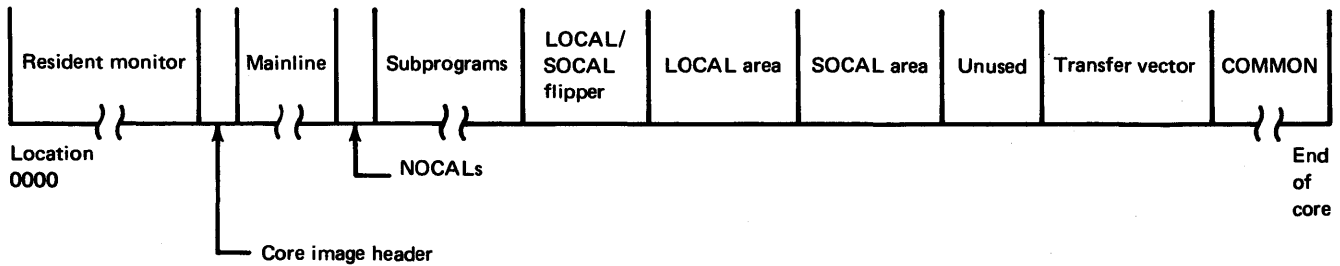 Resident monitor
Mainline
Subprograms
LOCAL/
SOCAL
flipper
LOCAL area
SOCAL area
Unused
Transfer vector
COMMON
Location
0000
NOCALs
End
of
core
Core image header